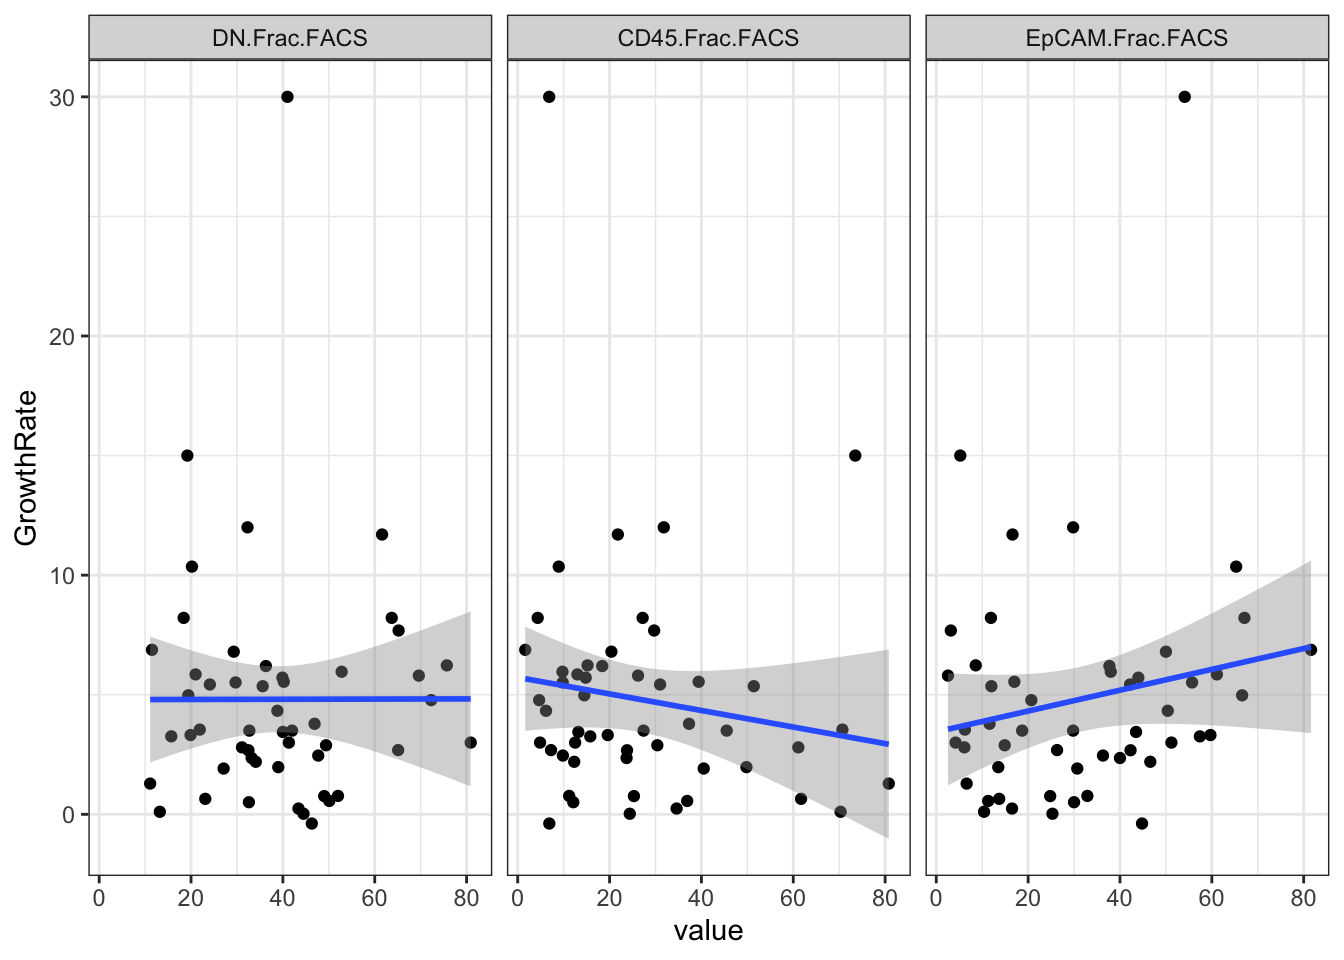 DN.Frac.FACS CD45.Frac.FACS EpCAM.Frac.FACS
30
20
10
0
GrowthRate
0 20 40 60 80 0 20 40 60 80 0 20 40 60 80
value